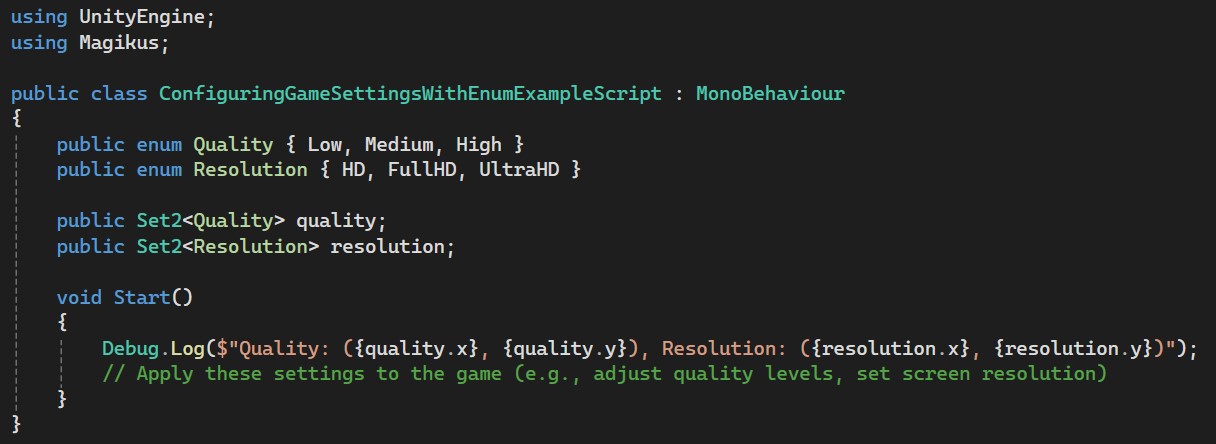 using UnityEngine;
using Magikus;
public class ConfiguringGameSettingsWithEnumExampleScript : MonoBehaviour
{
public enum Quality { Low, Medium, High }
public enum Resolution { HD, FullHD, UltraHD }
public Set2<Quality> quality;
public Set2<Resolution> resolution;
void Start()
{
Debug.Log($"Quality: ({quality.x}, {quality.y}), Resolution: ({resolution.x}, {resolution.y})");
// Apply these settings to the game (e.g., adjust quality levels, set screen resolution)
}
}